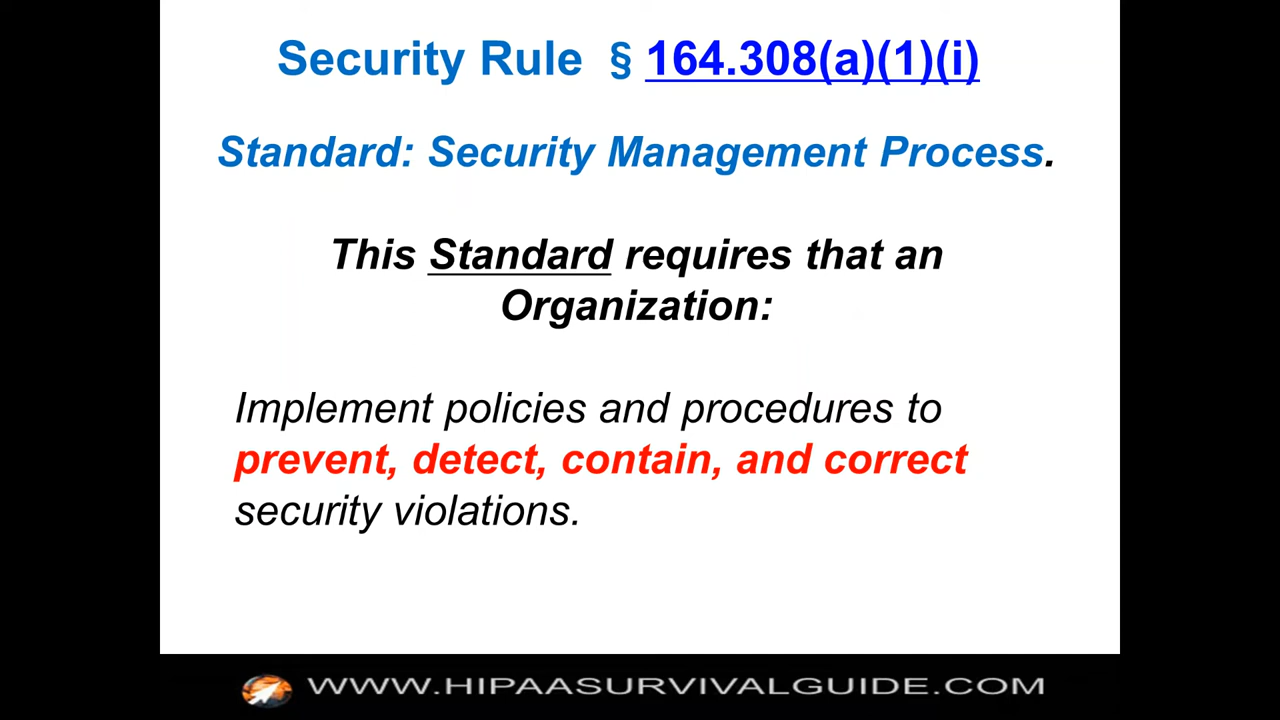 Security Rule § 164.308(a)(1)(i)
Standard: Security Management Process.
This Standard requires that an
Organization:
Implement policies and procedures to
prevent, detect, contain, and correct
security violations.
WWW.HIPAASURVIVALGUIDE.COM